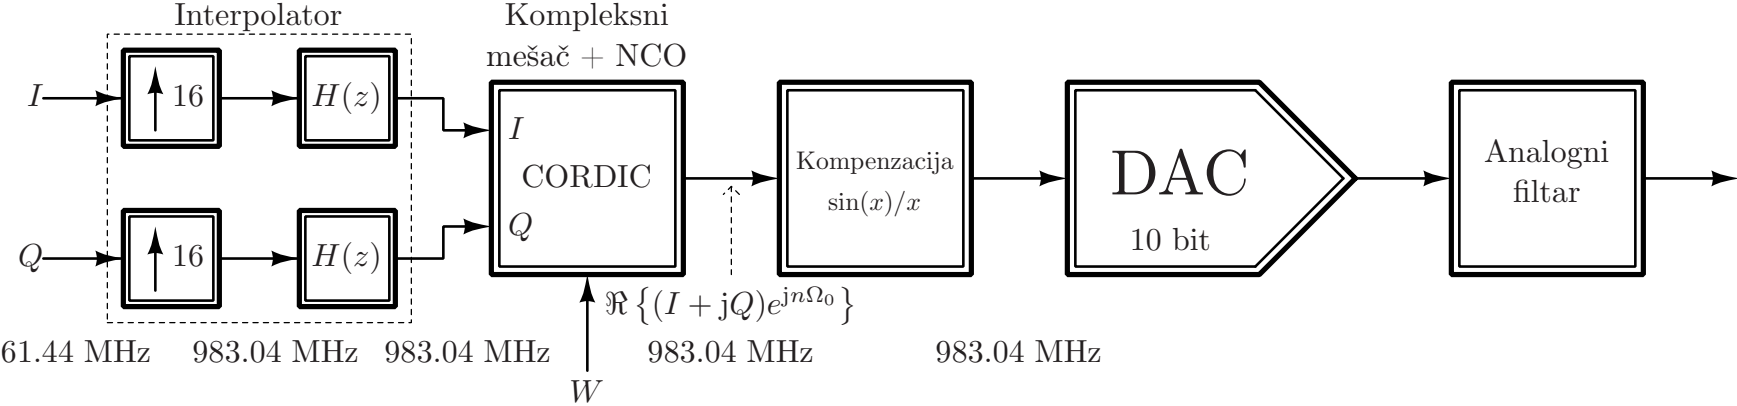 Interpolator
Kompleksni
mešač + NCO
I
16
H(z)
I
CORDIC
Q
Q
16
H(z)
Kompenzacija
sin(x)/x
DAC
10 bit
Analogni
filtar
ℜ {(I + jQ)e^{jnΩ₀}}
61.44 MHz
983.04 MHz
983.04 MHz
983.04 MHz
983.04 MHz
W